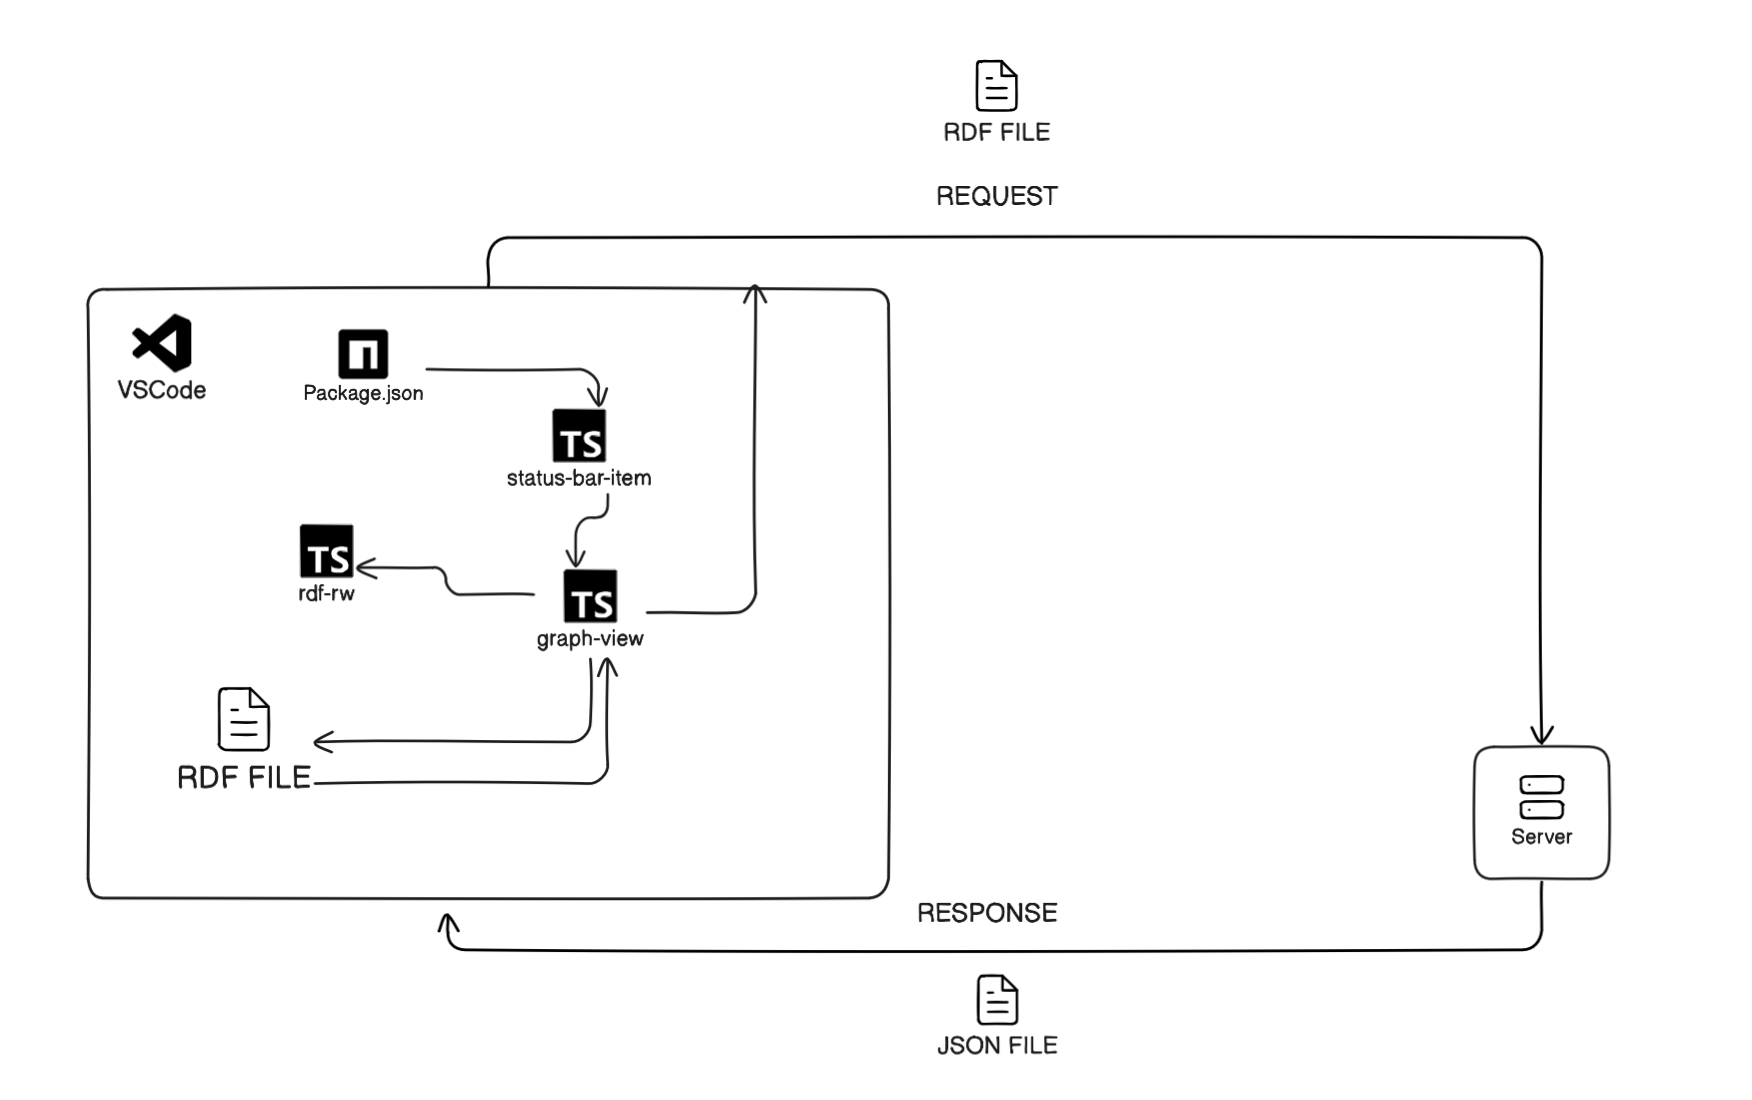 RDF FILE
REQUEST
VSCode
Package.json
TS
status-bar-item
TS
rdf-rw
TS
graph-view
RDF FILE
Server
RESPONSE
JSON FILE